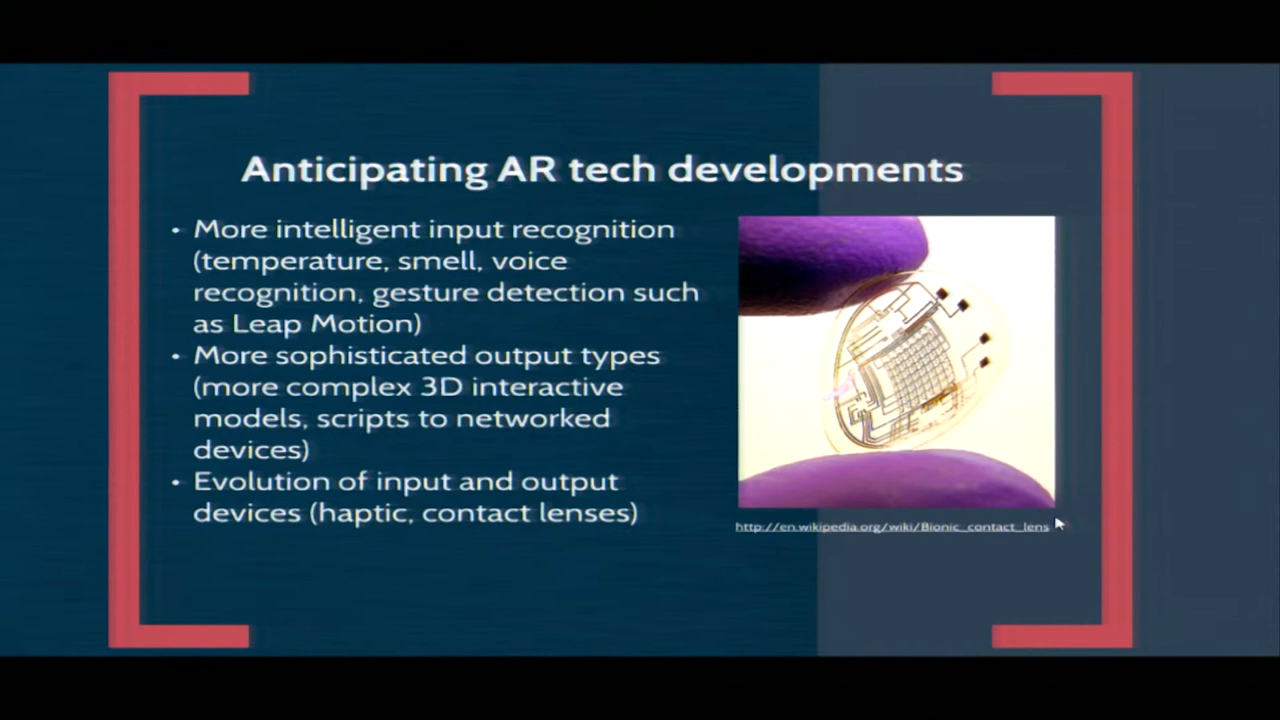 Anticipating AR tech developments
• More intelligent input recognition
(temperature, smell, voice
recognition, gesture detection such
as Leap Motion)
• More sophisticated output types
(more complex 3D interactive
models, scripts to networked
devices)
• Evolution of input and output
devices (haptic, contact lenses)
http://en.wikipedia.org/wiki/Bionic_contact_lens